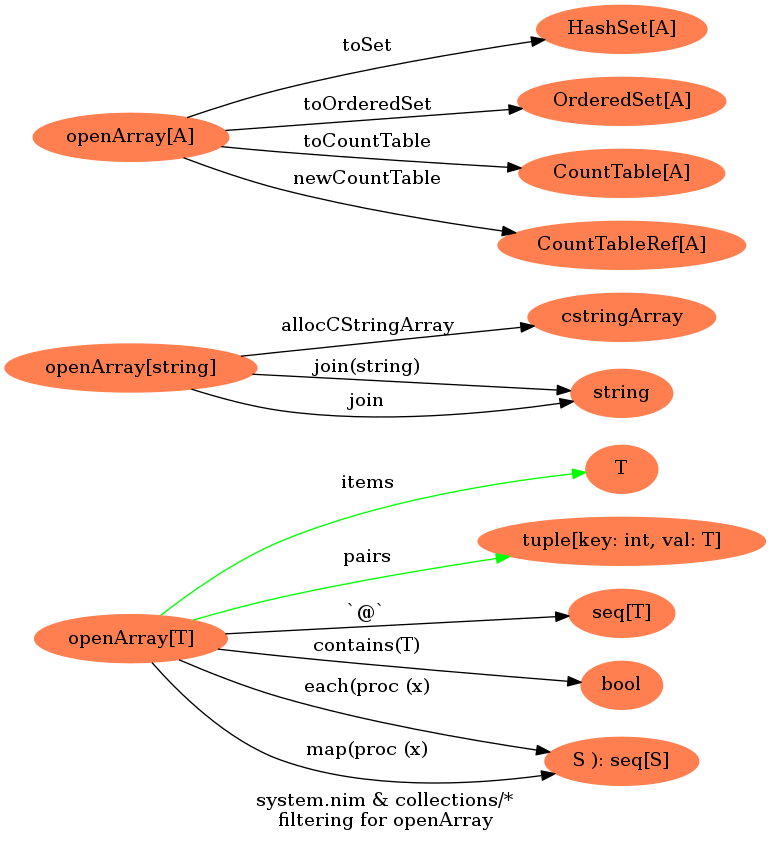 HashSet[A]
toSet
OrderedSet[A]
toOrderedSet
openArray[A]
toCountTable
CountTable[A]
newCountTable
CountTableRef[A]
cstringArray
allocCStringArray
openArray[string]
join(string)
string
join
T
items
tuple[key: int, val: T]
pairs
`@`
seq[T]
openArray[T]
contains(T)
bool
each(proc (x)
map(proc (x)
S ): seq[S]
system.nim & collections/*
filtering for openArray